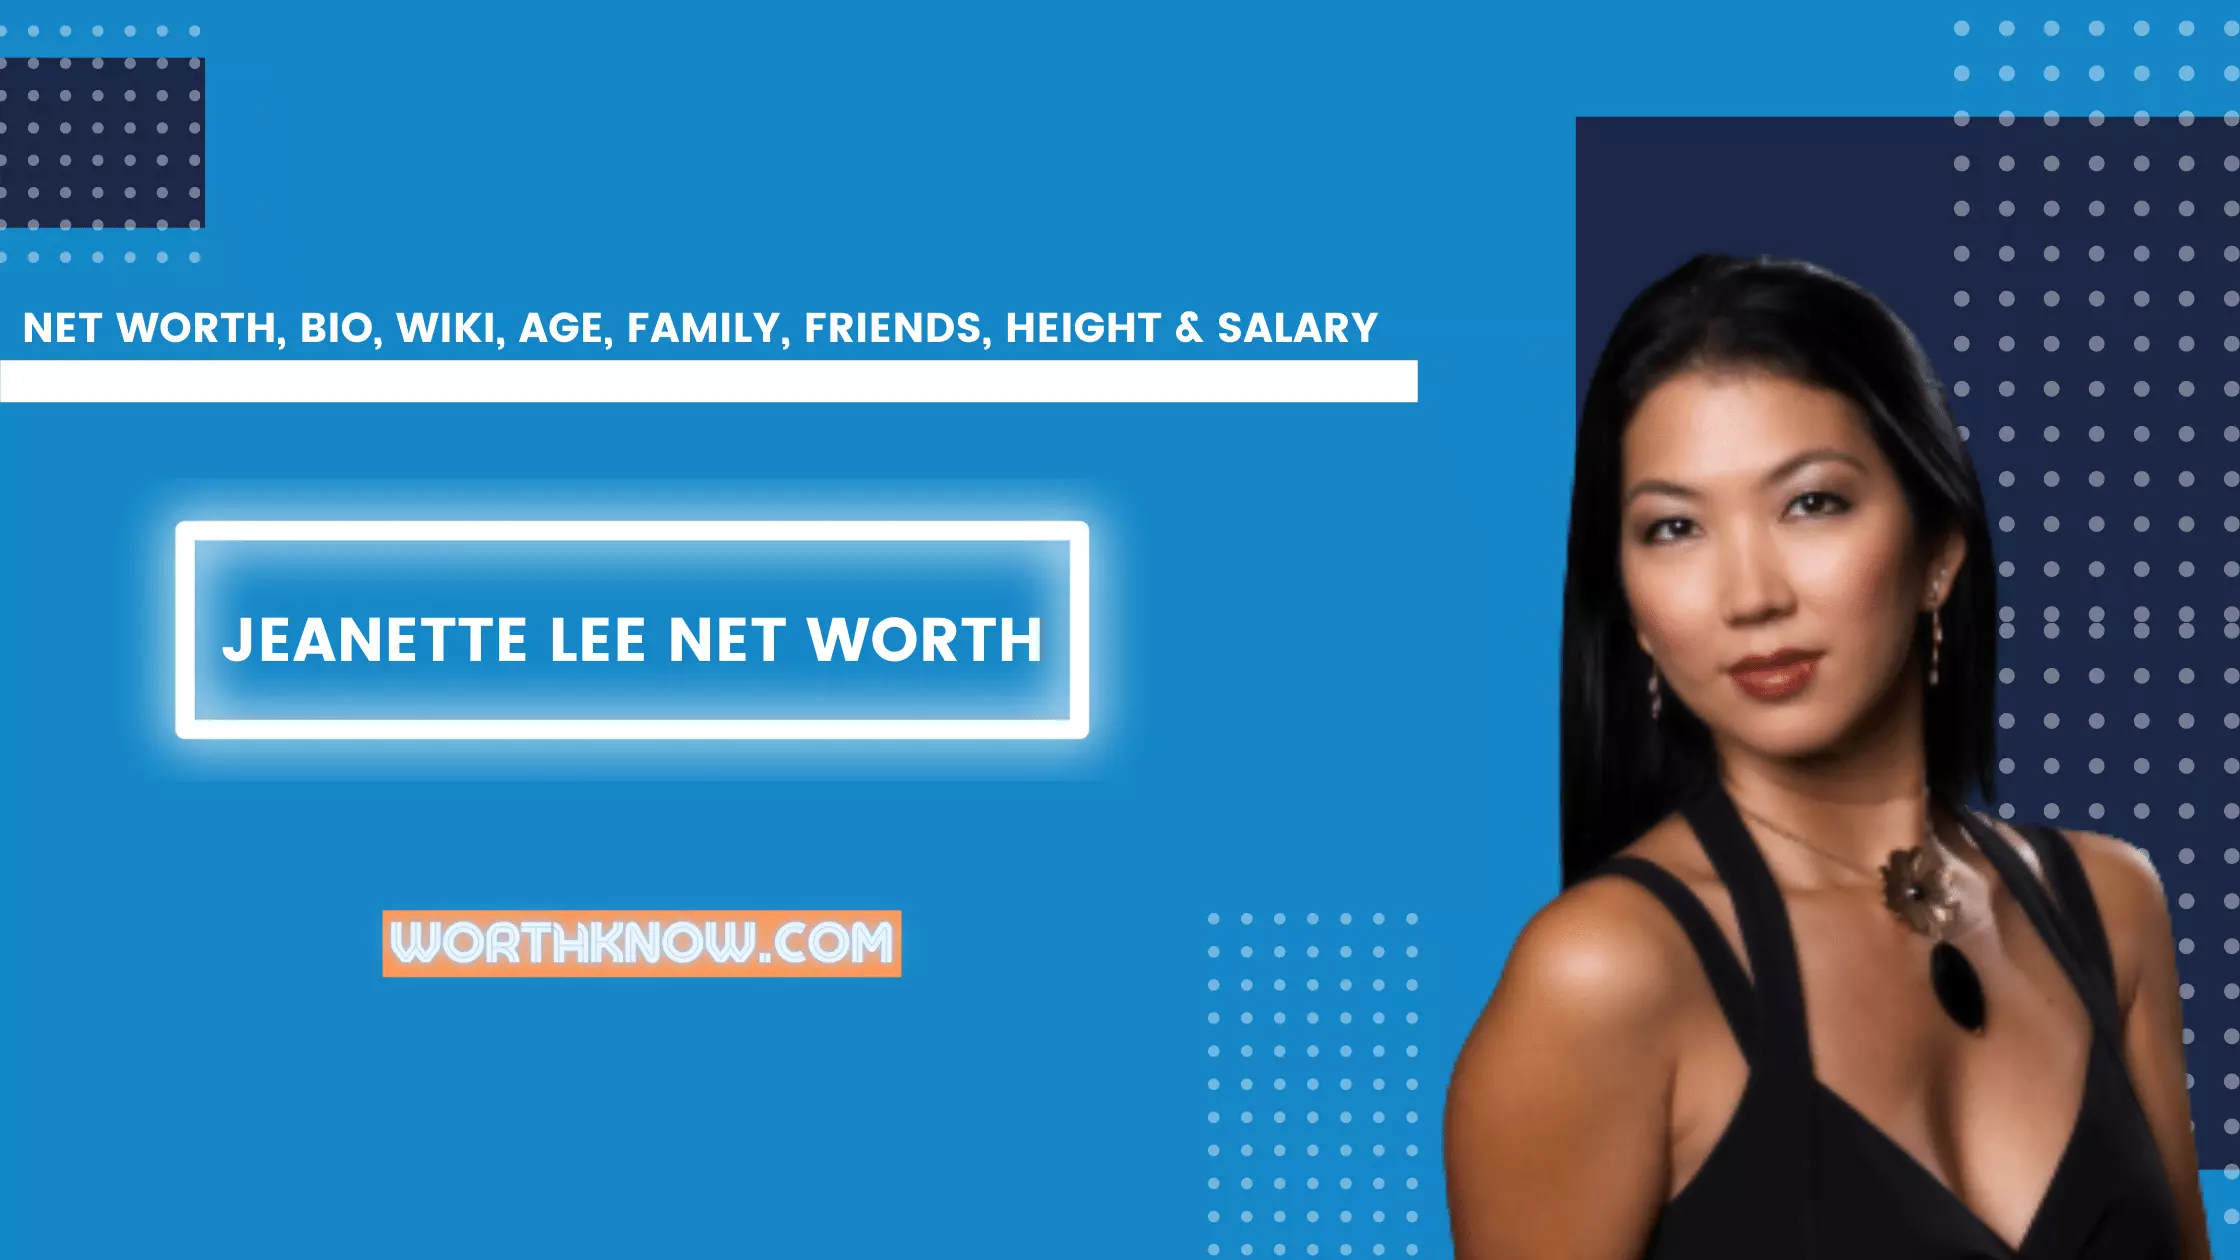 NET WORTH, BIO, WIKI, AGE, FAMILY, FRIENDS, HEIGHT & SALARY
JEANETTE LEE NET WORTH
WORTHKNOW.COM